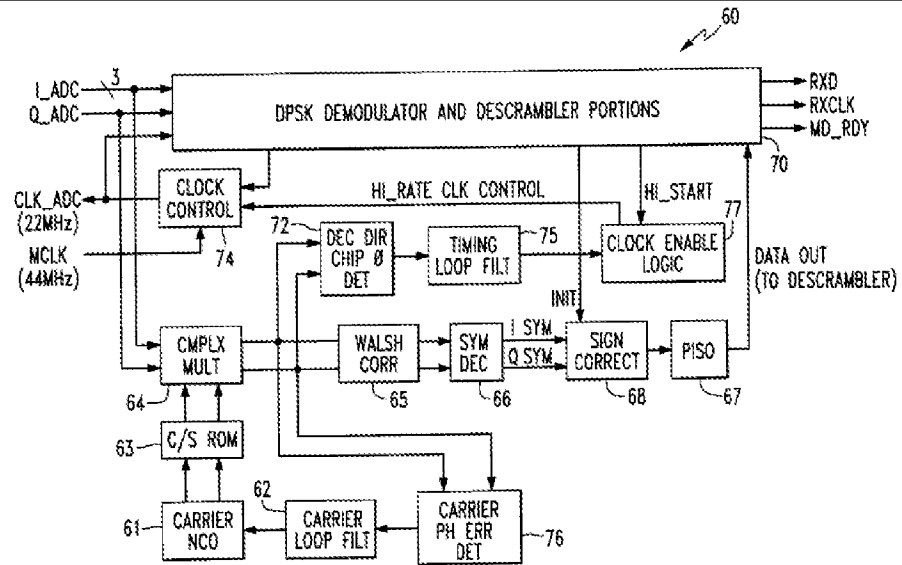 60
I_ADC
3
Q_ADC
DPSK DEMODULATOR AND DESCRAMBLER PORTIONS
RXD
RXCLK
MD_RDY
70
CLK_ADC
(22MHz)
CLOCK
CONTROL
HI_RATE CLK CONTROL
HI_START
MCLK
(44MHz)
74
72
DEC DIR
CHIP Ø
DET
TIMING
LOOP FILT
75
CLOCK ENABLE
LOGIC
77
DATA OUT
(TO DESCRAMBLER)
INIT
CMPLX
MULT
64
WALSH
CORR
65
SYM
DEC
66
I SYM
Q SYM
SIGN
CORRECT
68
PISO
67
63
C/S ROM
61
CARRIER
NCO
62
CARRIER
LOOP FILT
CARRIER
PH ERR
DET
76